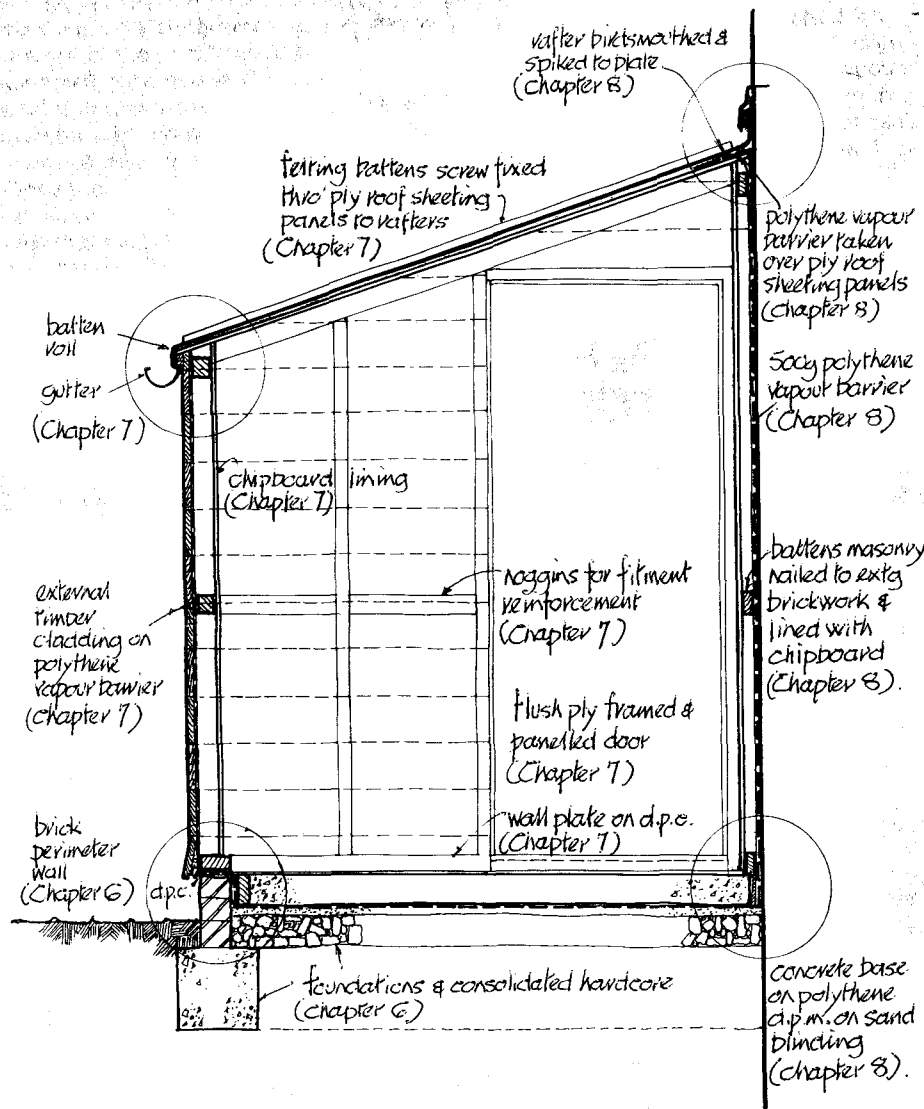 rafter birdsmouthed &
spiked to plate
(Chapter 8)
felting battens screw fixed
thro' ply roof sheeting
panels to rafters
(Chapter 7)
polythene vapour
barrier taken
over ply roof
sheeting panels
(Chapter 8)
batten
roll
gutter
(Chapter 7)
500g polythene
vapour barrier
(Chapter 8)
chipboard lining
(Chapter 7)
noggins for fitment
reinforcement
(Chapter 7)
battens masonry
nailed to extg
brickwork &
lined with
chipboard
(Chapter 8).
external
timber
cladding on
polythene
vapour barrier
(Chapter 7)
flush ply framed &
panelled door
(Chapter 7)
wall plate on d.p.c.
(Chapter 7)
brick
perimeter
wall
(Chapter 6)
d.p.c.
foundations & consolidated hardcore
(Chapter 6)
concrete base
on polythene
d.p.m. on sand
blinding
(Chapter 8).